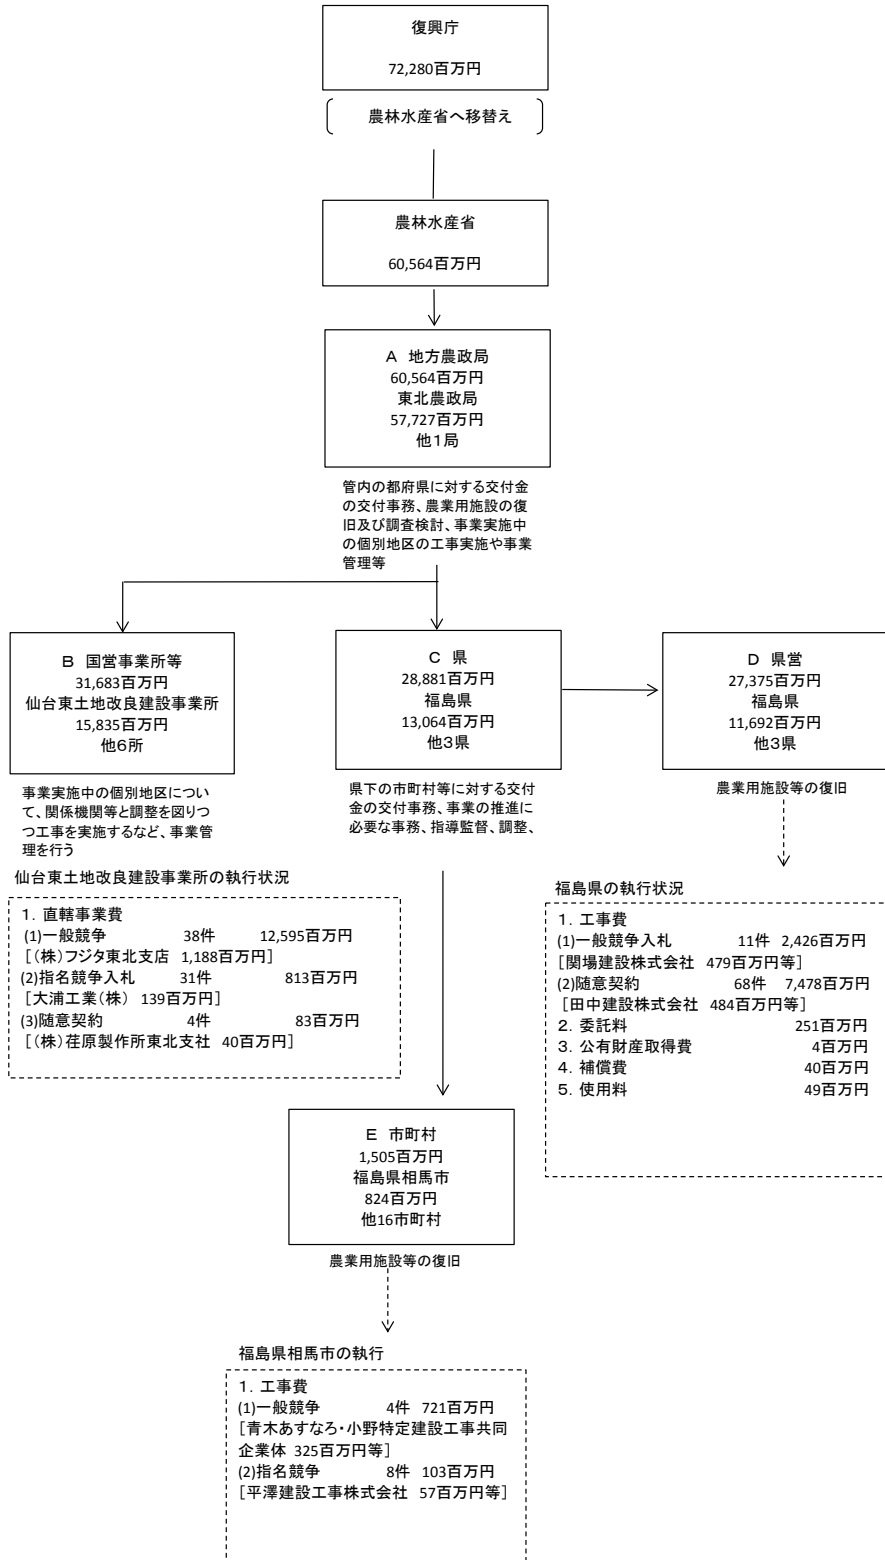 復興庁
72,280百万円
農林水産省へ移替え
農林水産省
60,564百万円
A 地方農政局
60,564百万円
東北農政局
57,727百万円
他1局
管内の都府県に対する交付金
の交付事務、農業用施設の復
旧及び調査検討、事業実施中
の個別地区の工事実施や事業
管理等
B 国営事業所等
31,683百万円
仙台東土地改良建設事業所
15,835百万円
他6所
事業実施中の個別地区につい
て、関係機関等と調整を図りつ
つ工事を実施するなど、事業管
理を行う
C 県
28,881百万円
福島県
13,064百万円
他3県
県下の市町村等に対する交付
金の交付事務、事業の推進に
必要な事務、指導監督、調整、
D 県営
27,375百万円
福島県
11,692百万円
他3県
農業用施設等の復旧
仙台東土地改良建設事業所の執行状況
1．直轄事業費
(1)一般競争 38件 12,595百万円
[(株)フジタ東北支店 1,188百万円]
(2)指名競争入札 31件 813百万円
[大浦工業(株) 139百万円]
(3)随意契約 4件 83百万円
[(株)荏原製作所東北支社 40百万円]
福島県の執行状況
1．工事費
(1)一般競争入札 11件 2,426百万円
[関場建設株式会社 479百万円等]
(2)随意契約 68件 7,478百万円
[田中建設株式会社 484百万円等]
2．委託料 251百万円
3．公有財産取得費 4百万円
4．補償費 40百万円
5．使用料 49百万円
E 市町村
1,505百万円
福島県相馬市
824百万円
他16市町村
農業用施設等の復旧
福島県相馬市の執行
1．工事費
(1)一般競争 4件 721百万円
[青木あすなろ・小野特定建設工事共同
企業体 325百万円等]
(2)指名競争 8件 103百万円
[平澤建設工事株式会社 57百万円等]